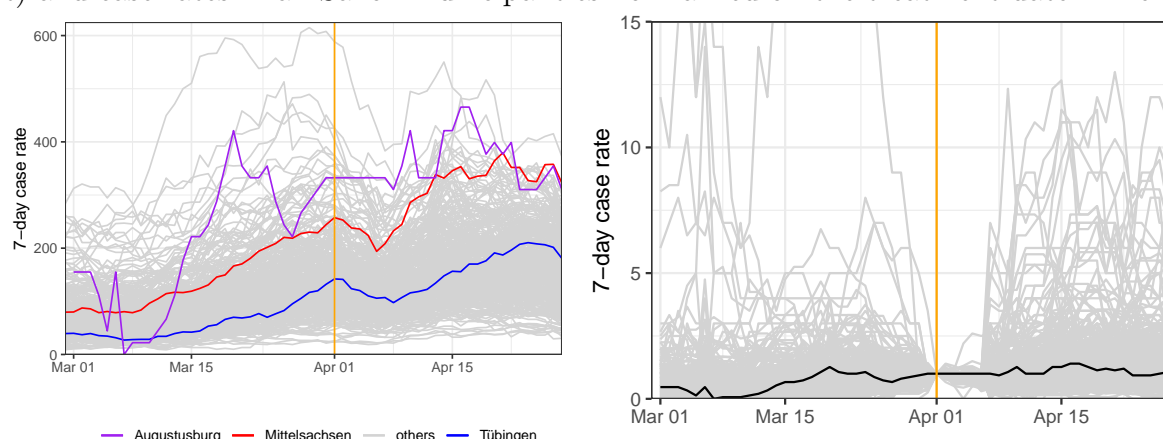 600
400
200
0
7−day case rate
Mar 01 Mar 15 Apr 01 Apr 15
Augustusburg Mittelsachsen others Tübingen
15
10
5
0
7−day case rate
Mar 01 Mar 15 Apr 01 Apr 15